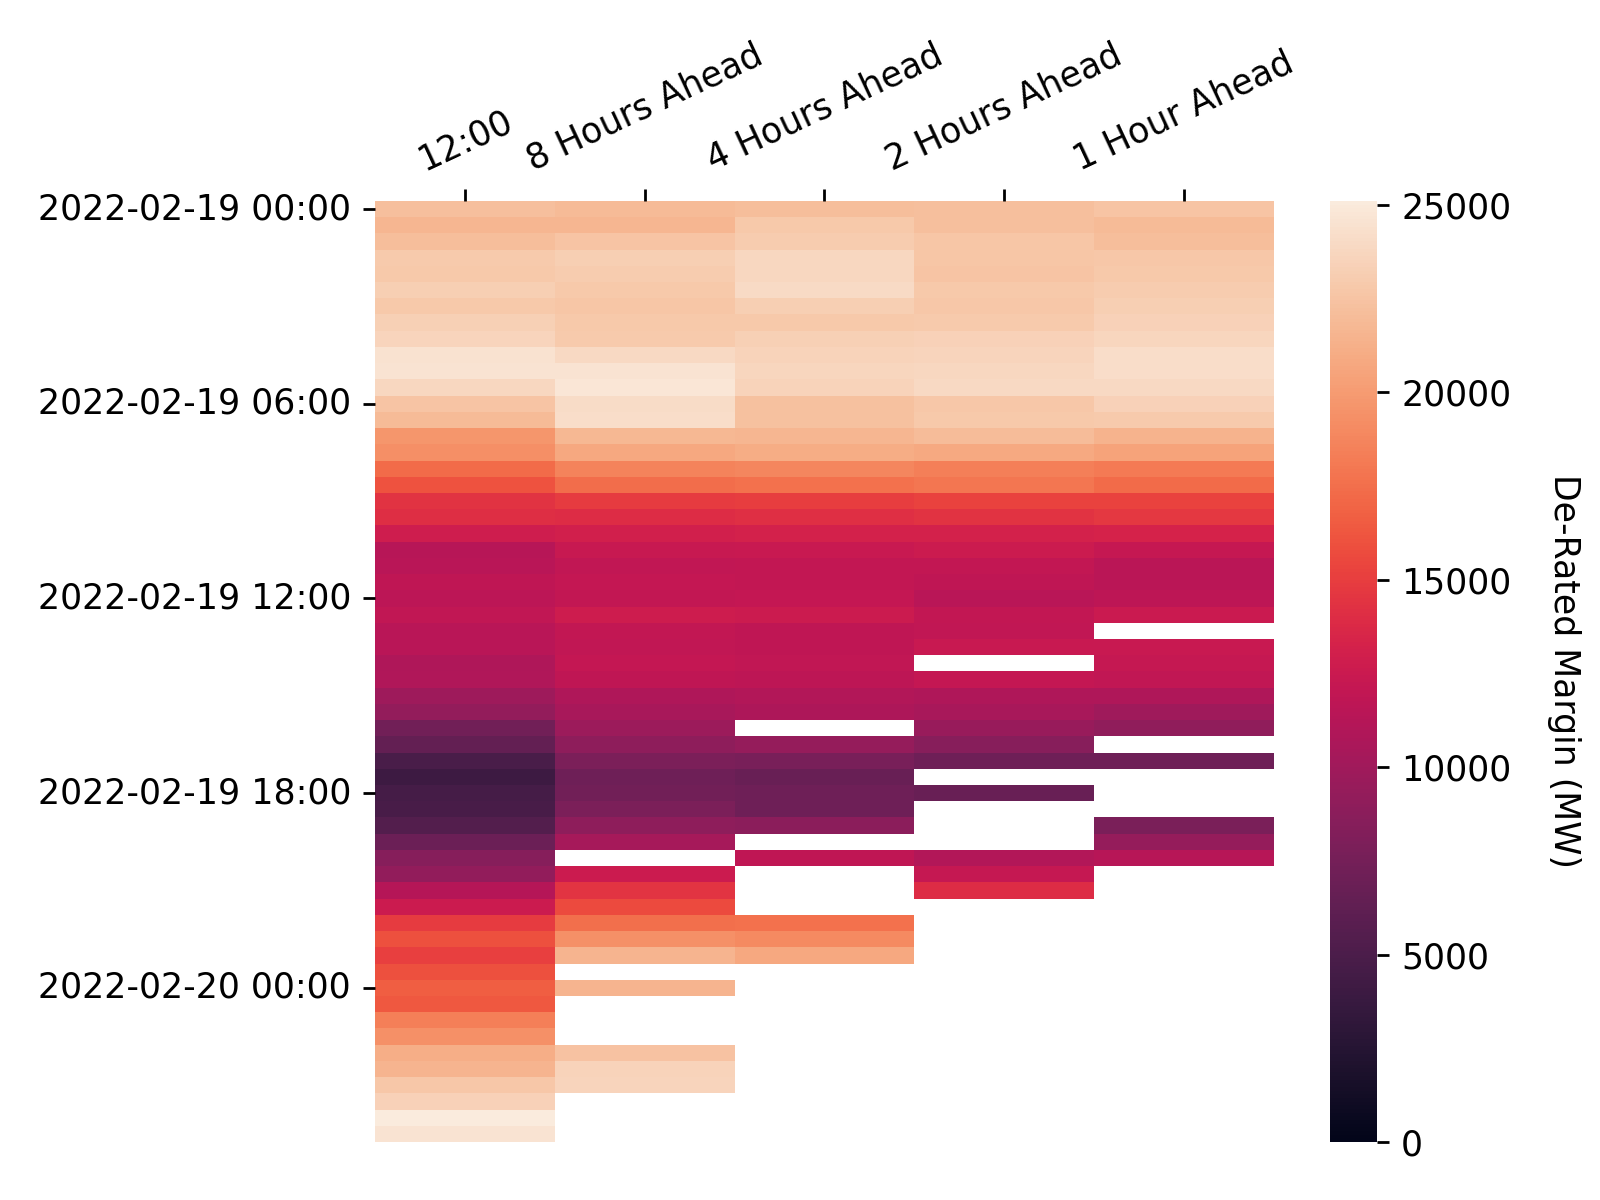 12:00
8 Hours Ahead
4 Hours Ahead
2 Hours Ahead
1 Hour Ahead
2022-02-19 00:00
2022-02-19 06:00
2022-02-19 12:00
2022-02-19 18:00
2022-02-20 00:00
25000
20000
15000
10000
5000
0
De-Rated Margin (MW)